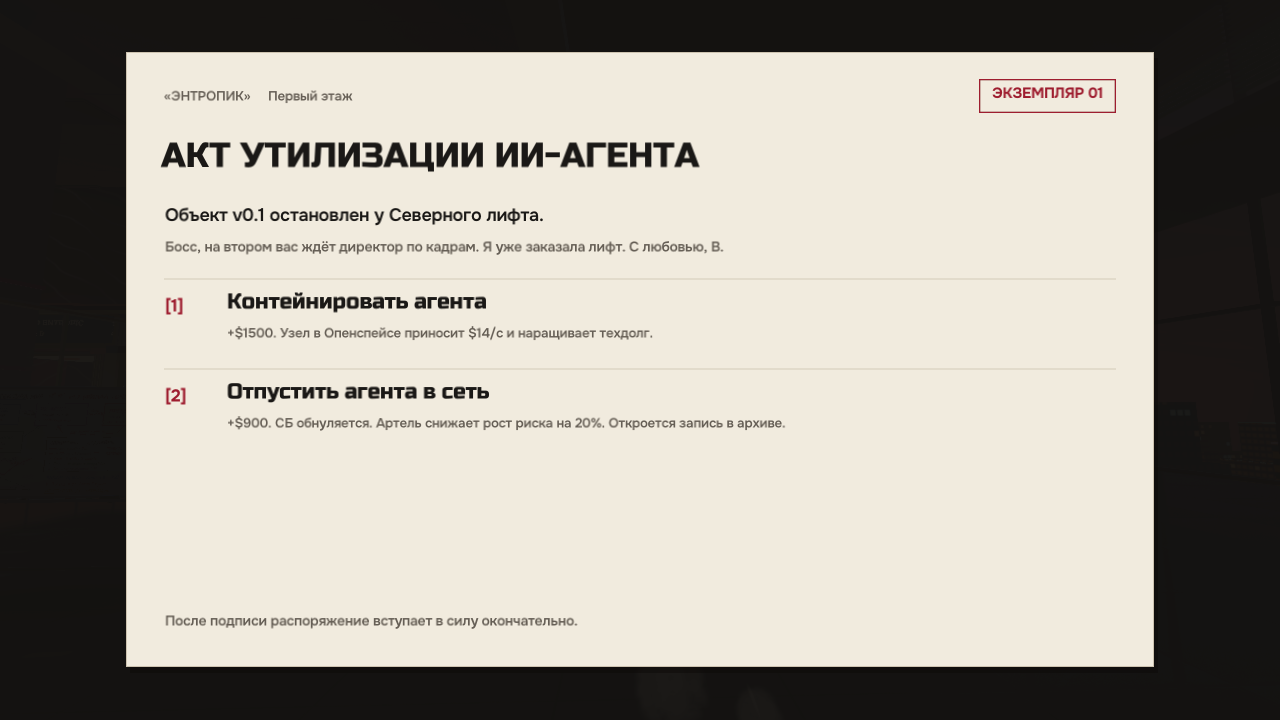 «ЭНТРОПИК» Первый этаж
ЭКЗЕМПЛЯР 01
АКТ УТИЛИЗАЦИИ ИИ-АГЕНТА
Объект v0.1 остановлен у Северного лифта.
Босс, на втором вас ждёт директор по кадрам. Я уже заказала лифт. С любовью, В.
[1] Контейнировать агента
+$1500. Узел в Опенспейсе приносит $14/с и наращивает техдолг.
[2] Отпустить агента в сеть
+$900. СБ обнуляется. Артель снижает рост риска на 20%. Откроется запись в архиве.
После подписи распоряжение вступает в силу окончательно.